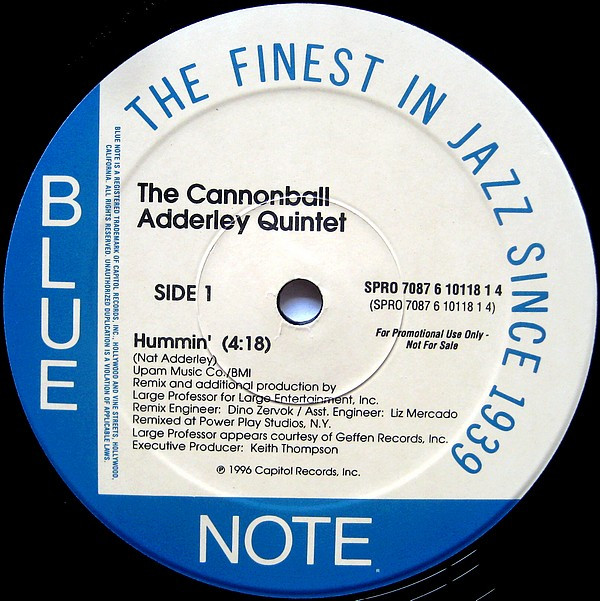 THE FINEST IN JAZZ SINCE 1939
BLUE
NOTE
BLUE NOTE IS A REGISTERED TRADEMARK OF CAPITOL RECORDS, INC., HOLLYWOOD AND VINE STREETS, HOLLYWOOD,
CALIFORNIA. ALL RIGHTS RESERVED. UNAUTHORIZED DUPLICATION IS A VIOLATION OF APPLICABLE LAWS.
The Cannonball
Adderley Quintet
SIDE 1
SPRO 7087 6 10118 1 4
(SPRO 7087 6 10118 1 4)
For Promotional Use Only -
Not For Sale
Hummin' (4:18)
(Nat Adderley)
Upam Music Co./BMI
Remix and additional production by
Large Professor for Large Entertainment, Inc.
Remix Engineer: Dino Zervok / Asst. Engineer: Liz Mercado
Remixed at Power Play Studios, N.Y.
Large Professor appears courtesy of Geffen Records, Inc.
Executive Producer: Keith Thompson
℗ 1996 Capitol Records, Inc.